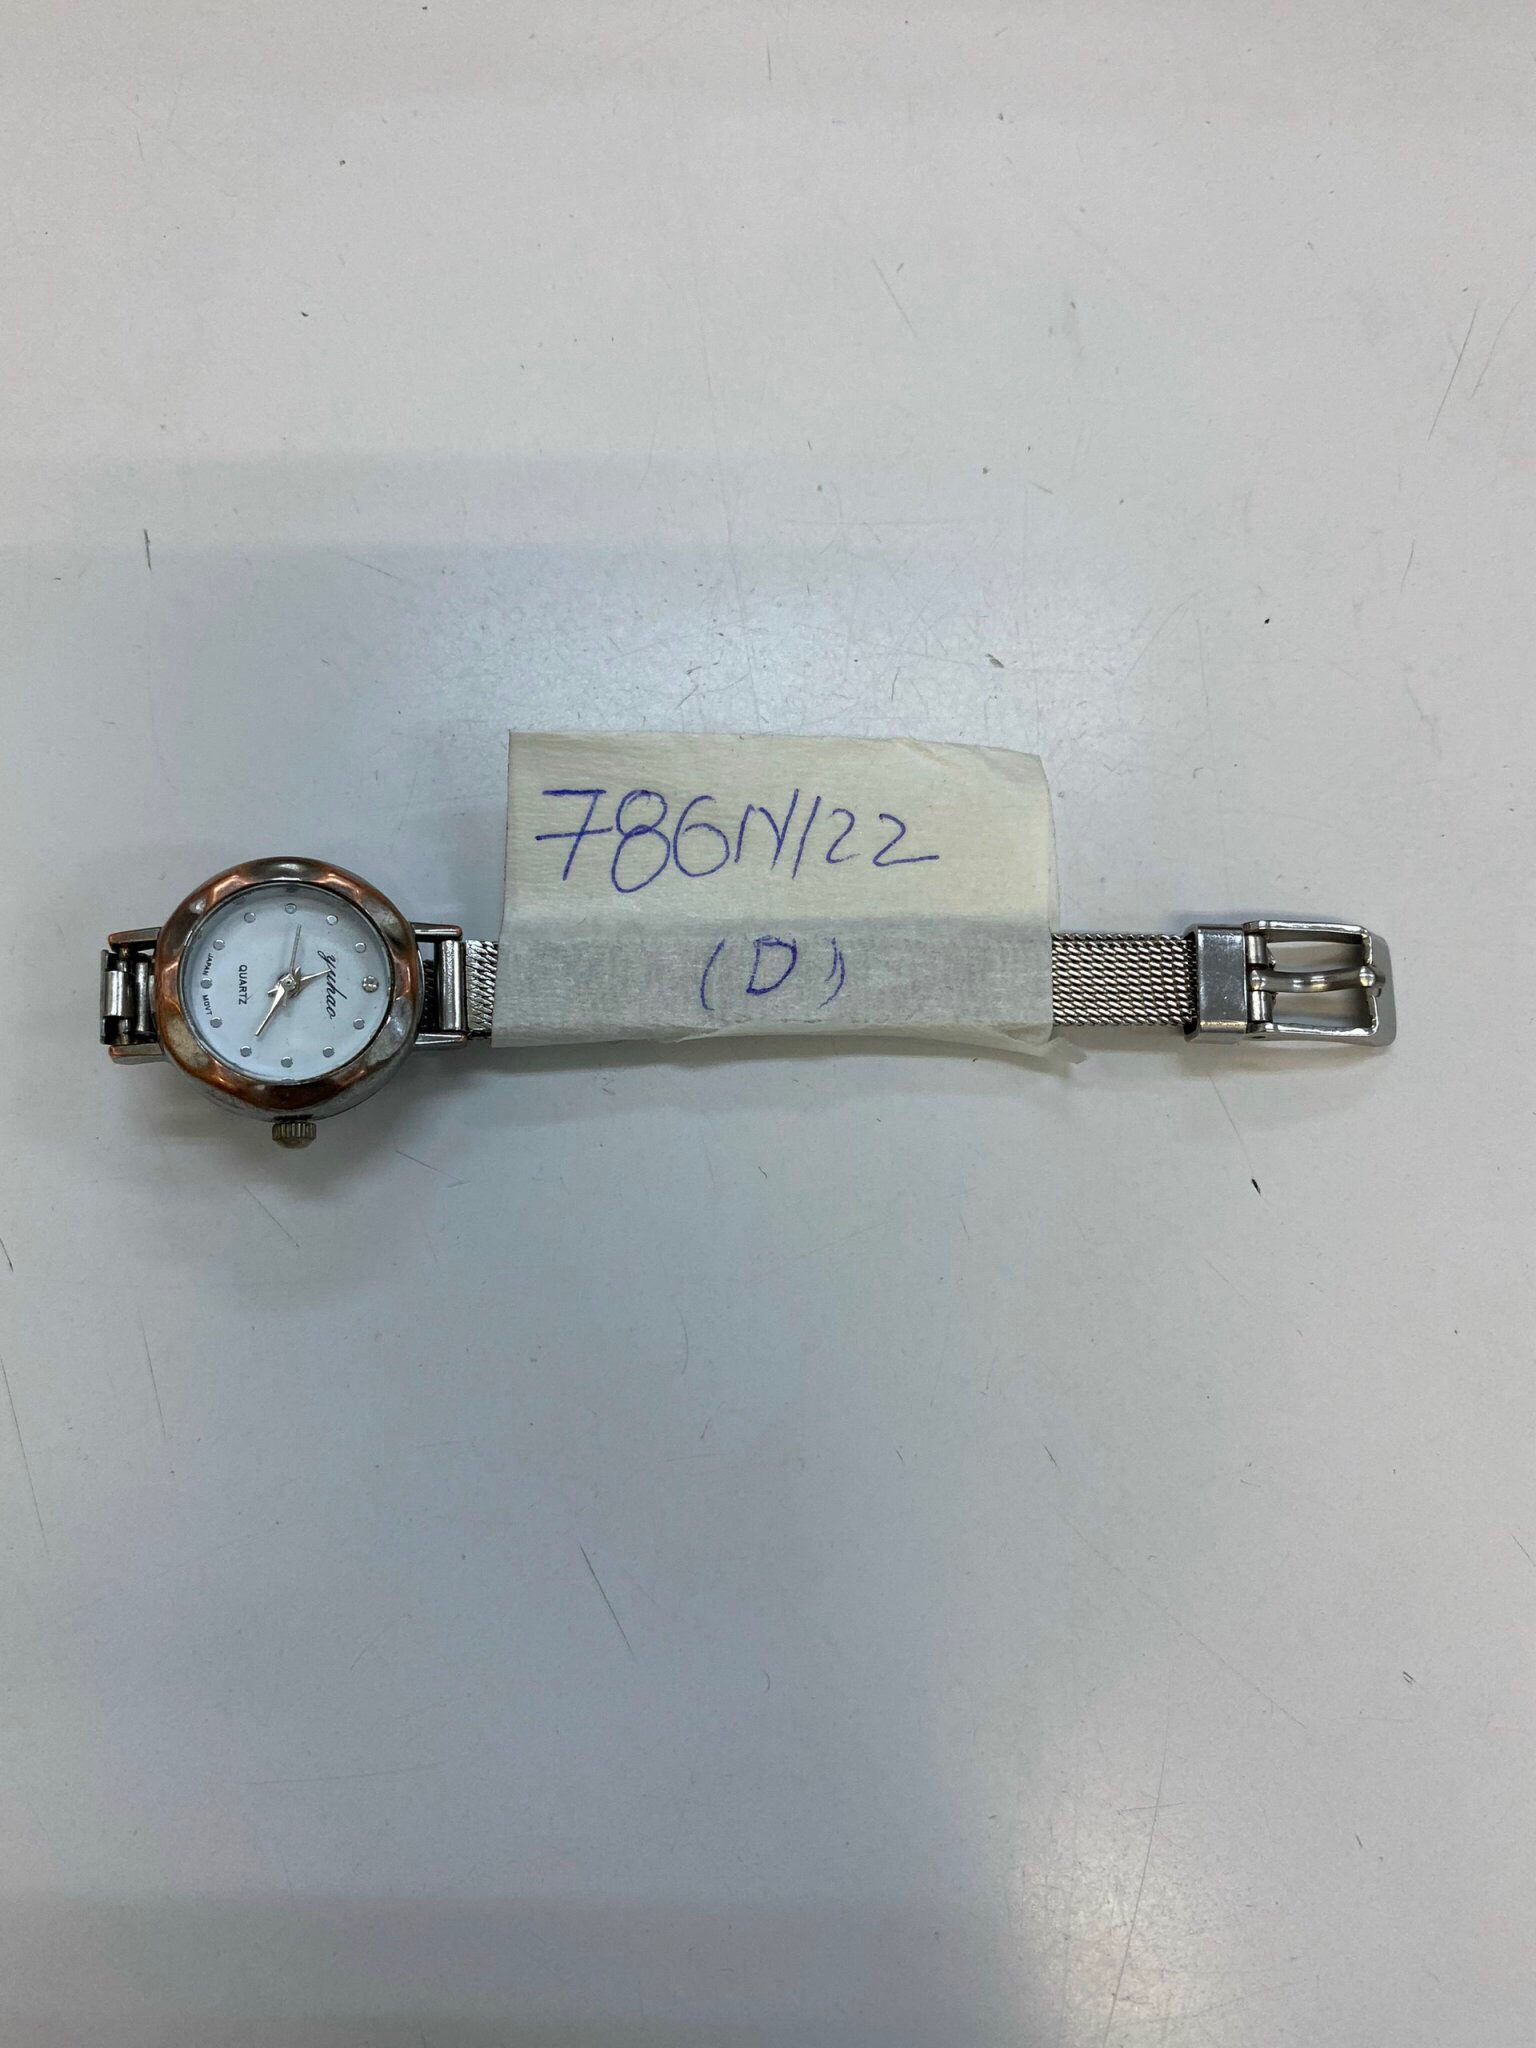 786N/22
(D)
yuhao
QUARTZ
JAPAN MOVT